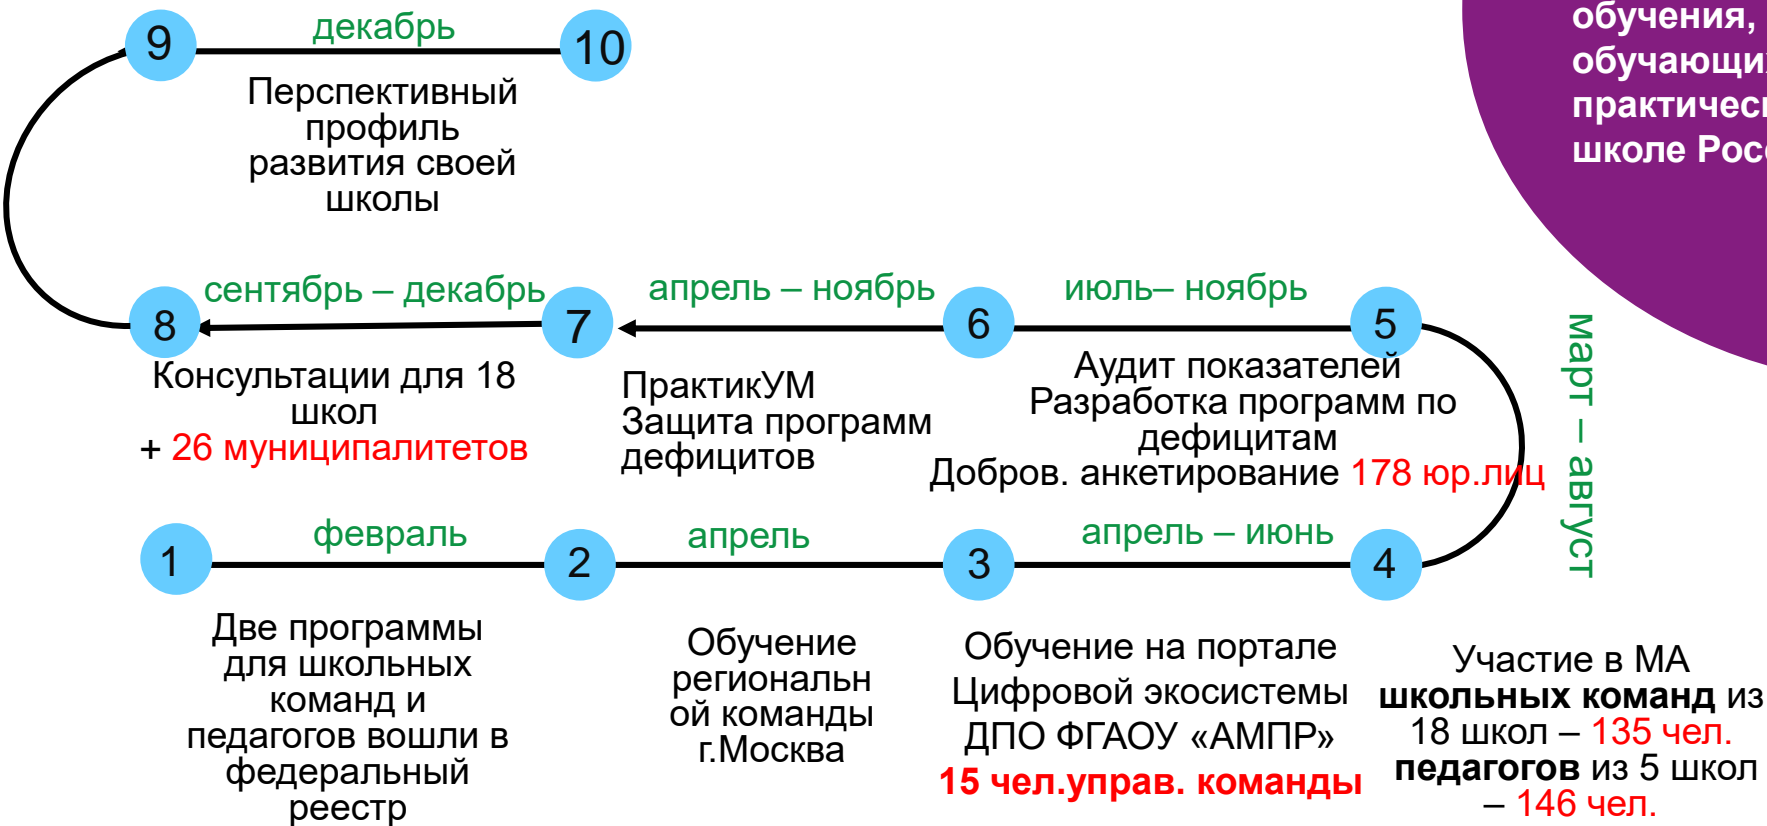 обучения,
практическ
школе
9
декабрь
10
Перспективный
профиль
развития своей
школы
8
сентябрь – декабрь
7
апрель – ноябрь
6
июль– ноябрь
5
март – август
Консультации для 18
школ
+ 26 муниципалитетов
ПрактикУМ
Защита программ
дефицитов
Аудит показателей
Разработка программ по
дефицитам
Добров. анкетирование 178 юр.лиц
1
февраль
2
апрель
3
апрель – июнь
4
Две программы
для школьных
команд и
педагогов вошли в
федеральный
реестр
Обучение
региональн
ой команды
г.Москва
Обучение на портале
Цифровой экосистемы
ДПО ФГАОУ «АМПР»
15 чел.управ. команды
Участие в МА
школьных команд из
18 школ – 135 чел.
педагогов из 5 школ
– 146 чел.